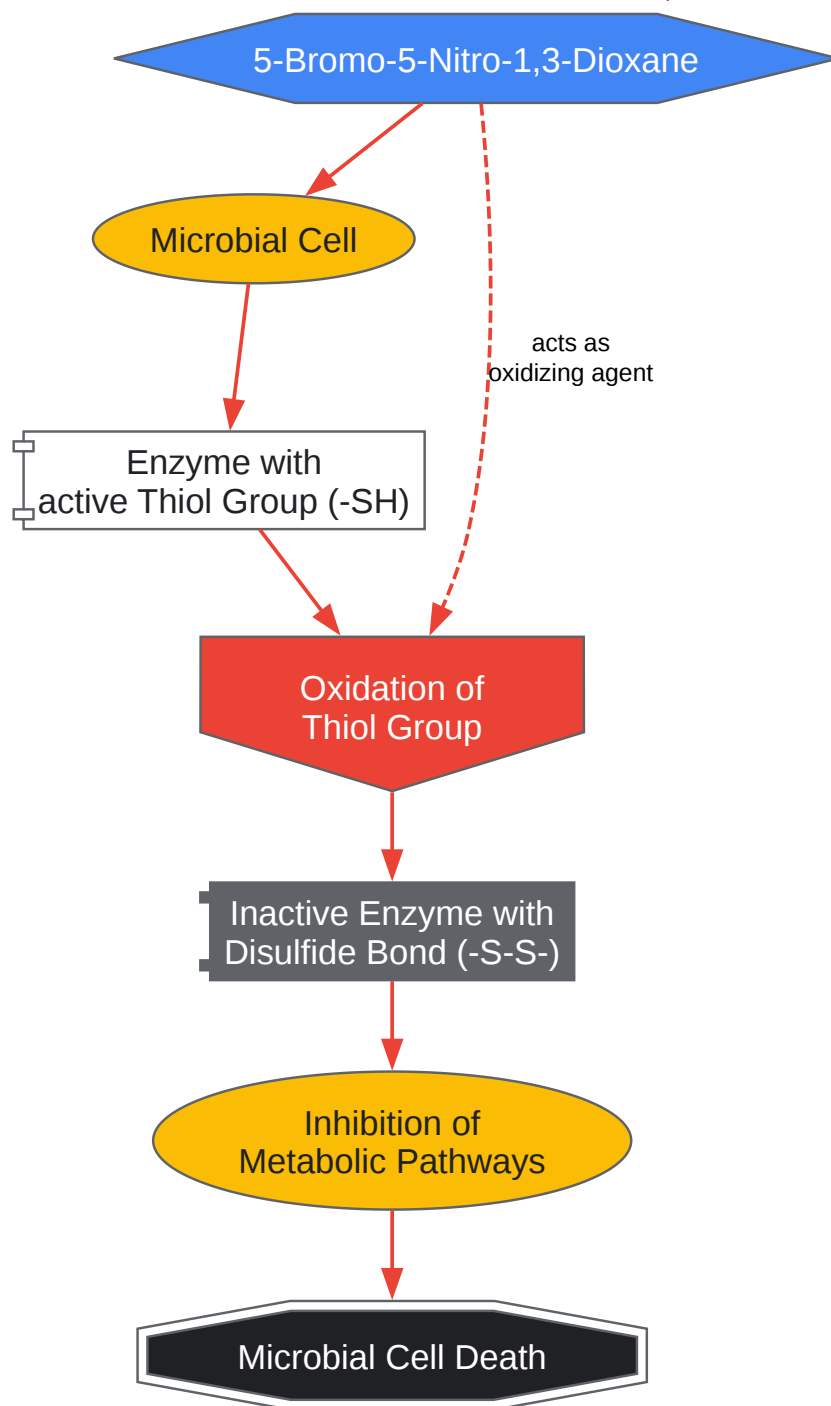 5-Bromo-5-Nitro-1,3-Dioxane
Microbial Cell
acts as
oxidizing agent
Enzyme with
active Thiol Group (-SH)
Oxidation of
Thiol Group
Inactive Enzyme with
Disulfide Bond (-S-S-)
Inhibition of
Metabolic Pathways
Microbial Cell Death